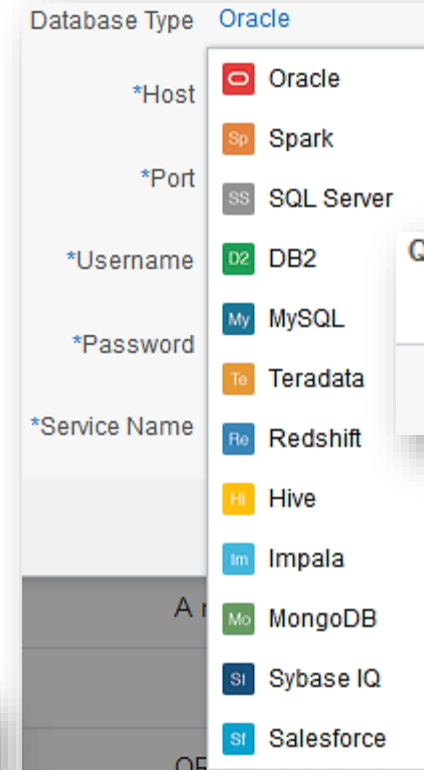 Database Type Oracle
Oracle
*Host
Sp Spark
*Port
SS SQL Server
*Username
D2 DB2
My MySQL
*Password
Te Teradata
*Service Name
Re Redshift
Hi Hive
Im Impala
A
Mo MongoDB
SI Sybase IQ
Sf Salesforce